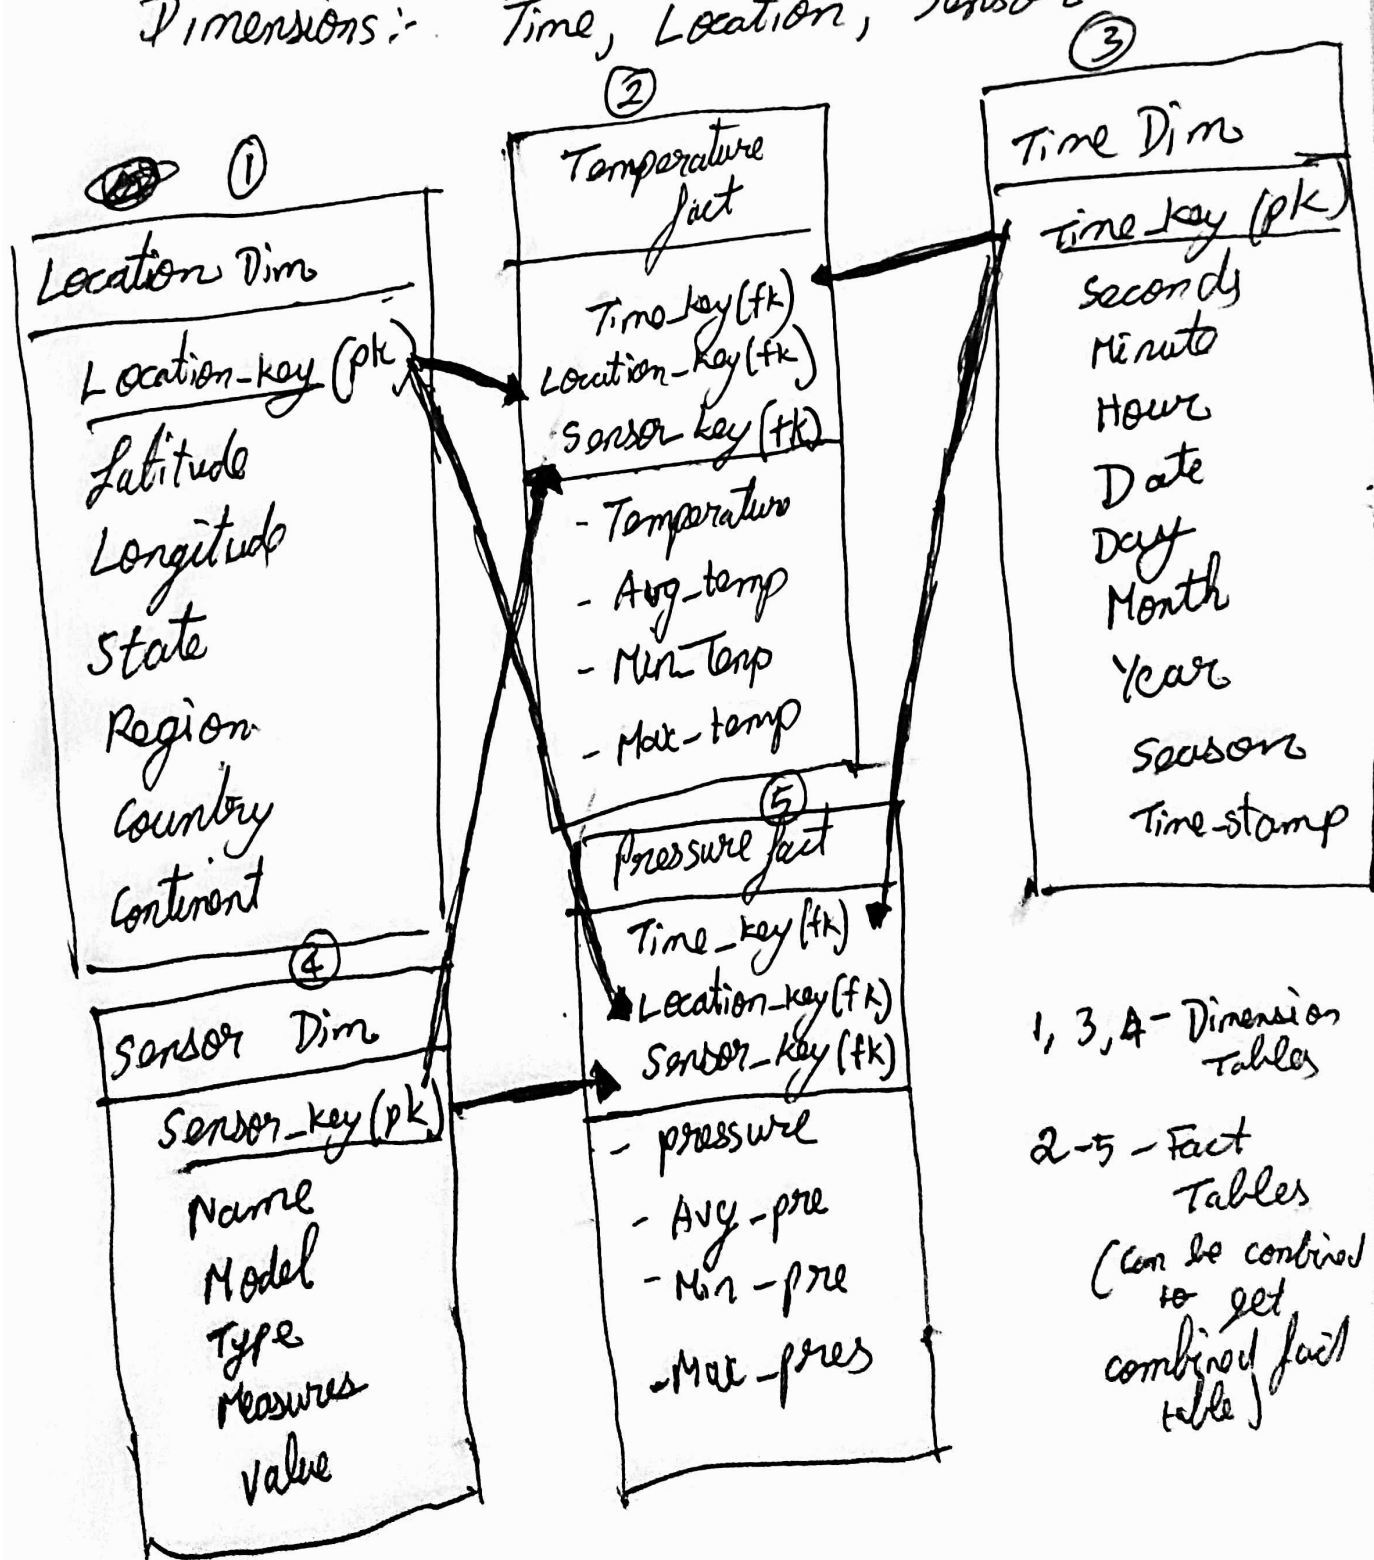 Dimensions:- Time, Location, Sensor
①
Location Dim
Location-key (pk)
Latitude
Longitude
State
Region
Country
Continent
②
Temperature
fact
Time_key(fk)
Location_key(fk)
Sensor_key(fk)
- Temperature
- Avg_temp
- Min_Temp
- Max_temp
③
Time Dim
Time_key (pk)
Seconds
Minute
Hour
Date
Day
Month
Year
Season
Time_stamp
④
Sensor Dim
Sensor_key(pk)
Name
Model
Type
Measures
Value
⑤
Pressure fact
Time_key(fk)
Location_key(fk)
Sensor_key(fk)
- pressure
- Avg_pre
- Min_pre
- Max_pres
1, 3, 4 - Dimension
Tables
2-5 - Fact
Tables
(can be combined
to get
combined fact
table)